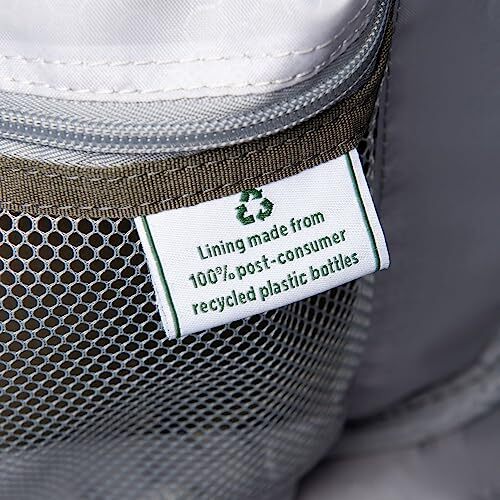 Lining made from
100% post-consumer
recycled plastic bottles